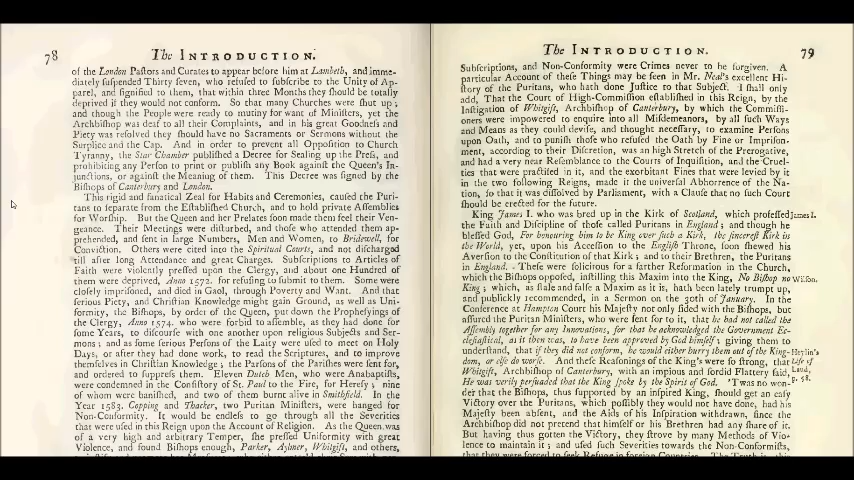 78
The INTRODUCTION.
of the London Pastors and Curates to appear before him at Lambeth, and imme-
diately suspended Thirty seven, who refused to subscribe to the Unity of Ap-
parel, and signified to them, that within three Months they should be totally
deprived if they would not conform. So that many Churches were shut up;
and though the People were ready to mutiny for want of Ministers, yet the
Archbishop was deaf to all their Complaints, and in his great Goodness and
Piety resolved they should have no Sacraments or Sermons without the
Surplice and the Cap. And in order to prevent all Opposition to Church
Tyranny, the Star Chamber published a Decree for Sealing up the Press, and
prohibiting any Person to print or publish any Book against the Queen's In-
junctions, or against the Meaning of them. This Decree was signed by the
Bishops of Canterbury and London.
This rigid and fanatical Zeal for Habits and Ceremonies, caused the Puri-
tans to separate from the Established Church, and to hold private Assemblies
for Worship. But the Queen and her Prelates soon made them feel their Ven-
geance. Their Meetings were disturbed, and those who attended them ap-
prehended, and sent in large Numbers, Men and Women, to Bridewell, for
Conviction. Others were cited into the Spiritual Courts, and not discharged
till after long Attendance and great Charges. Subscriptions to Articles of
Faith were violently pressed upon the Clergy, and about one Hundred of
them were deprived, Anno 1572. for refusing to submit to them. Some were
closely imprisoned, and died in Gaol, through Poverty and Want. And that
serious Piety, and Christian Knowledge might gain Ground, as well as Uni-
formity, the Bishops, by order of the Queen, put down the Prophesyings of
the Clergy, Anno 1574. who were forbid to assemble, as they had done for
some Years, to discourse with one another upon religious Subjects and Ser-
mons; and as some serious Persons of the Laity were used to meet on Holy
Days, or after they had done work, to read the Scriptures, and to improve
themselves in Christian Knowledge; the Parsons of the Parishes were sent for,
and ordered to suppress them. Eleven Dutch Men, who were Anabaptists,
were condemned in the Consistory of St. Paul to the Fire, for Heresy; nine
of whom were banished, and two of them burnt alive in Smithfield. In the
Year 1583. Copping and Thacker, two Puritan Ministers, were hanged for
Non-Conformity. It would be endless to go through all the Severities
that were used in this Reign upon the Account of Religion. As the Queen was
of a very high and arbitrary Temper, she pressed Uniformity with great
Violence, and found Bishops enough, Parker, Aylmer, Whitgift, and others,
The INTRODUCTION.
79
Subscriptions, and Non-Conformity were Crimes never to be forgiven. A
particular Account of these Things may be seen in Mr. Neal's excellent Hi-
story of the Puritans, who hath done Justice to that Subject. I shall only
add, That the Court of High-Commission established in this Reign, by the
Instigation of Whitgift, Archbishop of Canterbury, by which the Commissi-
oners were impowered to enquire into all Misdemeanors, by all such Ways
and Means as they could devise, and thought necessary, to examine Persons
upon Oath, and to punish those who refused the Oath by Fine or Imprison-
ment, according to their Discretion, was an high Stretch of the Prerogative,
and had a very near Resemblance to the Courts of Inquisition, and the Cruel-
ties that were practised in it, and the exorbitant Fines that were levied by it
in the two following Reigns, made it the universal Abhorrence of the Na-
tion, so that it was dissolved by Parliament, with a Clause that no such Court
should be erected for the future.
King James I. who was bred up in the Kirk of Scotland, which professed James I.
the Faith and Discipline of those called Puritans in England; and though he
blessed God, For honouring him to be King over such a Kirk, the sincerest Kirk in
the World, yet, upon his Accession to the English Throne, soon shewed his
Aversion to the Constitution of that Kirk; and to their Brethren, the Puritans
in England. These were solicitous for a farther Reformation in the Church,
which the Bishops opposed, instilling this Maxim into the King, No Bishop no Wilson.
King; which, as stale and false a Maxim as it is, hath been lately trumpt up,
and publickly recommended, in a Sermon on the 30th of January. In the
Conference at Hampton Court his Majesty not only sided with the Bishops, but
assured the Puritan Ministers, who were sent for to it, that he had not called the
Assembly together for any Innovations, for that he acknowledged the Government Ec-
clesiastical, as it then was, to have been approved by God himself; giving them to
understand, that if they did not conform, he would either hurry them out of the King- Heylin's
dom, or else do worse. And these Reasonings of the King's were so strong, that Life of
Whitgift, Archbishop of Canterbury, with an impious and sordid Flattery said, Laud,
He was verily persuaded that the King spoke by the Spirit of God. 'Twas no won- p. 58.
der that the Bishops, thus supported by an inspired King, should get an easy
Victory over the Puritans, which possibly they would not have done, had his
Majesty been absent, and the Aids of his Inspiration withdrawn, since the
Archbishop did not pretend that himself or his Brethren had any share of it.
But having thus gotten the Victory, they strove by many Methods of Vio-
lence to maintain it; and used such Severities towards the Non-Conformists,
that they were forced to seek Refuge in foreign Countries. The Truth is, this